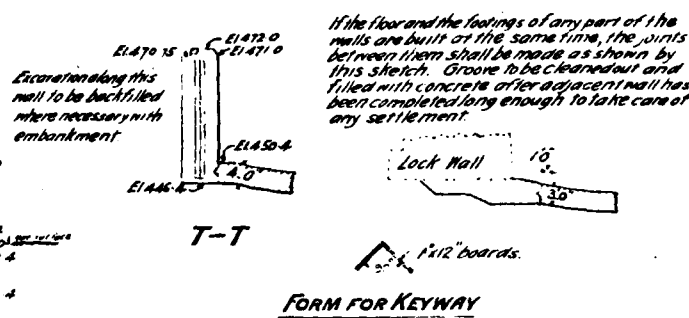 El.472.0
El.470.75
El.471.0
Excavation along this
wall to be backfilled
where necessary with
embankment
El.450.4
4'-0"
El.446.4
T-T
If the floor and the footings of any part of the
walls are built at the same time, the joints
between them shall be made as shown by
this sketch. Groove to be cleaned out and
filled with concrete after adjacent wall has
been completed long enough to take care of
any settlement.
Lock Wall
1'0"
3'0"
1"x12" boards.
FORM FOR KEYWAY
4
4